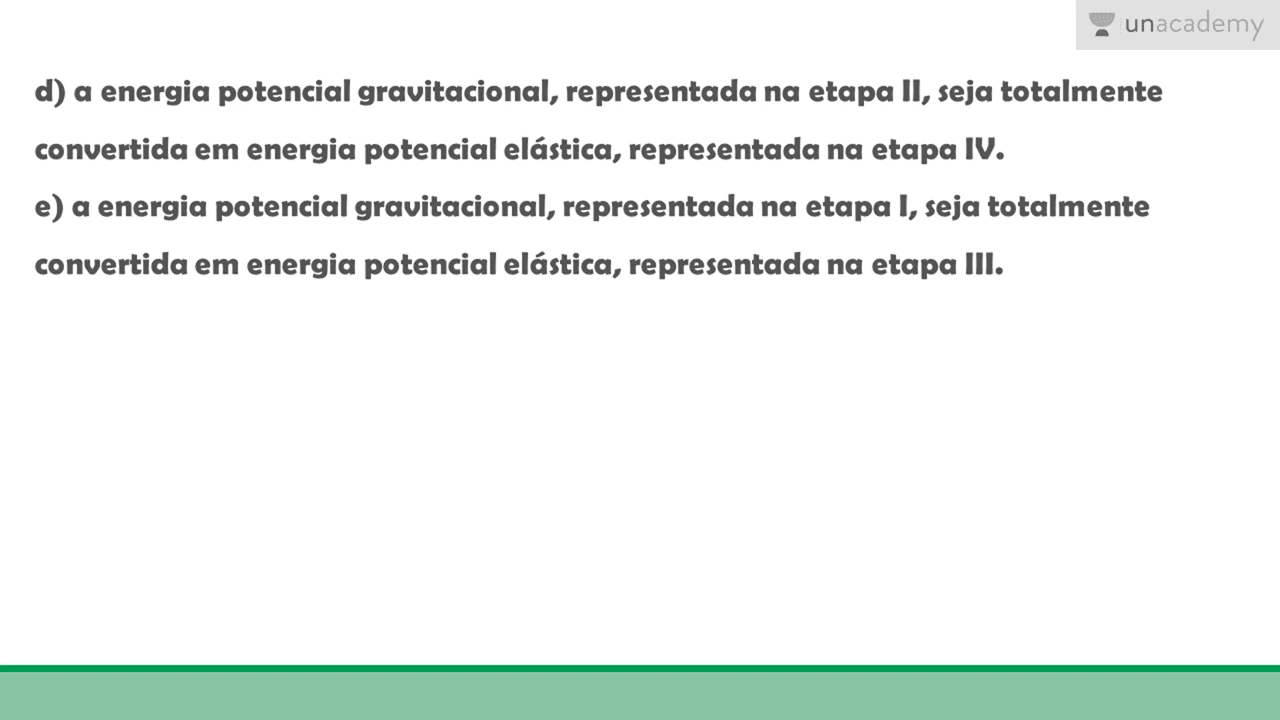 unacademy
d) a energia potencial gravitacional, representada na etapa II, seja totalmente
convertida em energia potencial elástica, representada na etapa IV.
e) a energia potencial gravitacional, representada na etapa I, seja totalmente
convertida em energia potencial elástica, representada na etapa III.